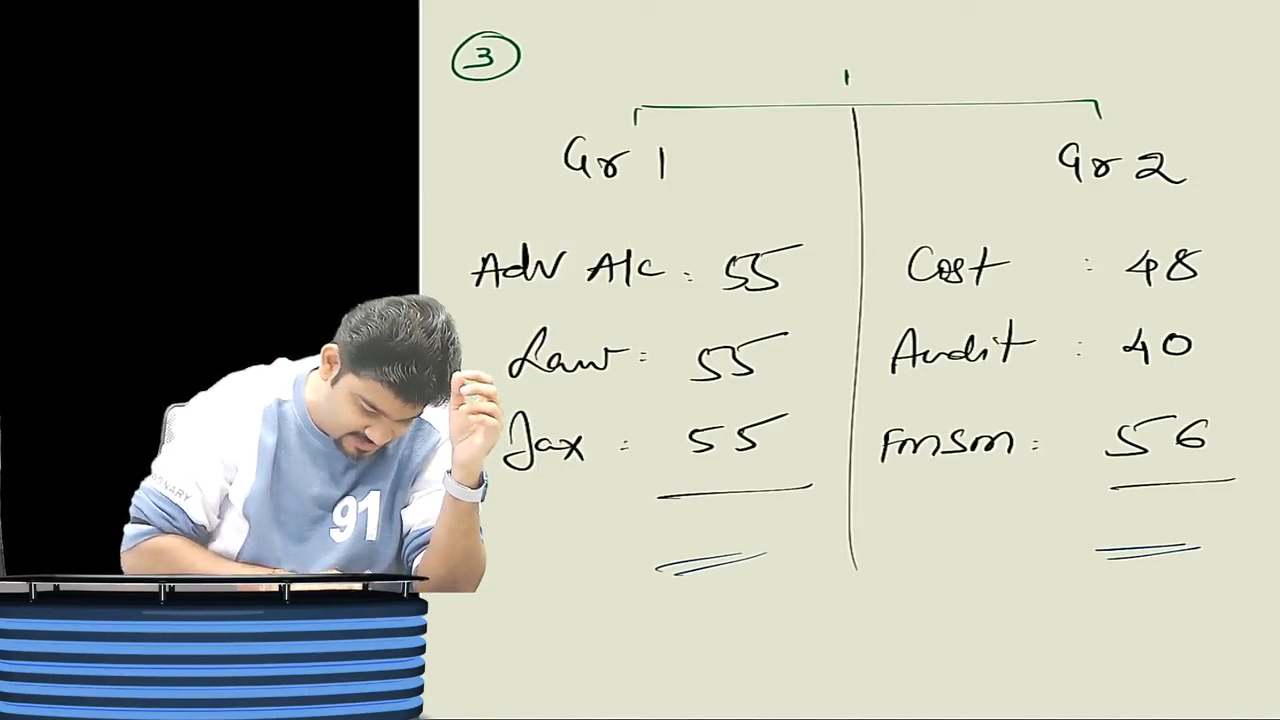 3
Gr 1
Gr 2
Adv A/c : 55
Cost : 48
Law : 55
Audit : 40
Tax : 55
FMSM : 56
91